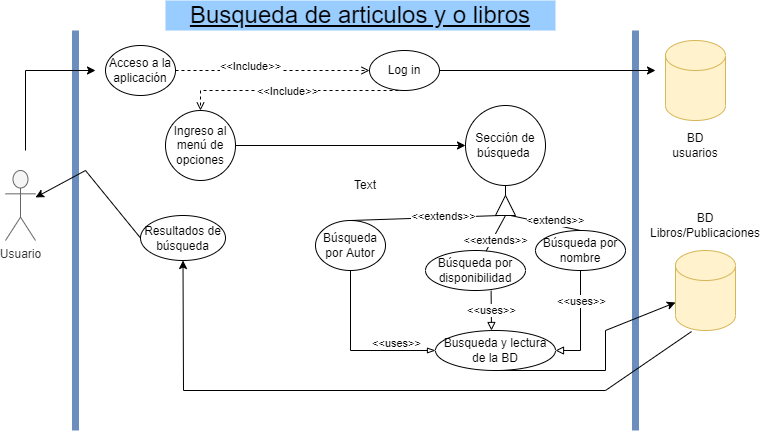 Busqueda de articulos y o libros
Acceso a la
aplicación
<<Include>>
Log in
<<Include>>
Ingreso al
menú de
opciones
Sección de
búsqueda
BD
usuarios
Text
Usuario
Resultados de
búsqueda
<<extends>>
<<extends>>
<<extends>>
Búsqueda
por Autor
Búsqueda por
disponibilidad
Búsqueda por
nombre
BD
Libros/Publicaciones
<<uses>>
<<uses>>
<<uses>>
Busqueda y lectura
de la BD